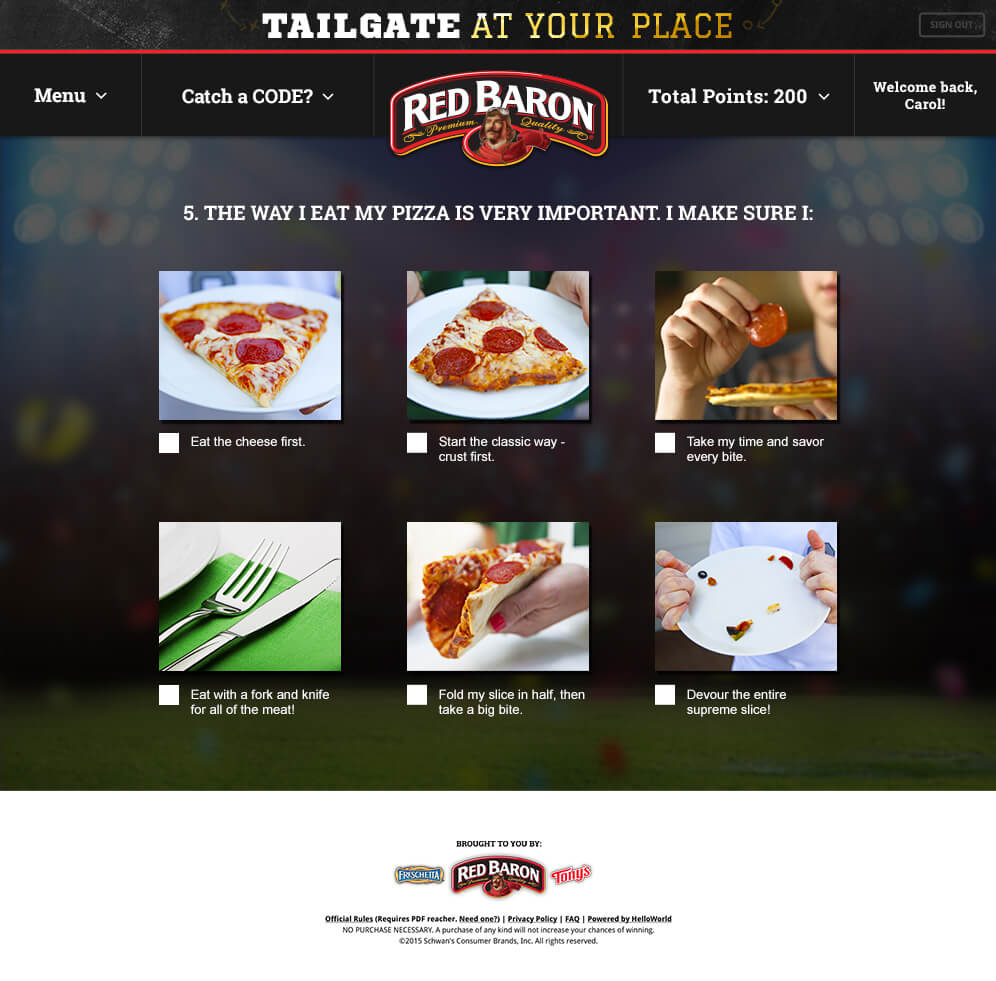 TAILGATE AT YOUR PLACE
SIGN OUT
Menu
Catch a CODE?
RED BARON
Premium Quality
Total Points: 200
Welcome back,
Carol!
5. THE WAY I EAT MY PIZZA IS VERY IMPORTANT. I MAKE SURE I:
Eat the cheese first.
Start the classic way -
crust first.
Take my time and savor
every bite.
Eat with a fork and knife
for all of the meat!
Fold my slice in half, then
take a big bite.
Devour the entire
supreme slice!
BROUGHT TO YOU BY:
FRESCHETTA
RED BARON
Tony's
Official Rules (Requires PDF reacher. Need one?) | Privacy Policy | FAQ | Powered by HelloWorld
NO PURCHASE NECESSARY. A purchase of any kind will not increase your chances of winning.
©2015 Schwan's Consumer Brands, Inc. All rights reserved.